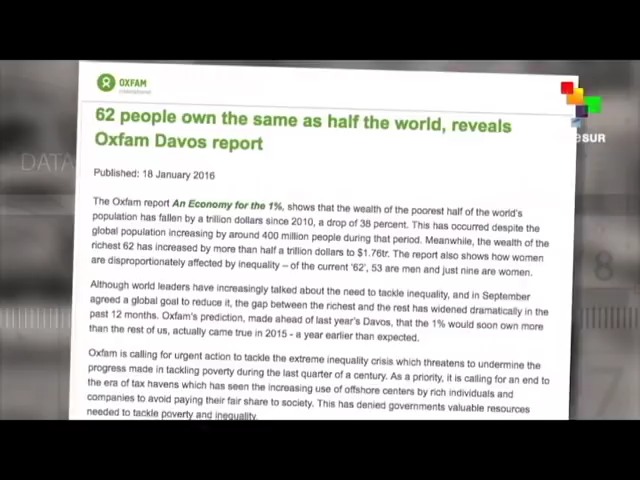 OXFAM
62 people own the same as half the world, reveals
Oxfam Davos report
Published: 18 January 2016
The Oxfam report An Economy for the 1%, shows that the wealth of the poorest half of the world's
population has fallen by a trillion dollars since 2010, a drop of 38 percent. This has occurred despite the
global population increasing by around 400 million people during that period. Meanwhile, the wealth of the
richest 62 has increased by more than half a trillion dollars to $1.76tr. The report also shows how women
are disproportionately affected by inequality – of the current '62', 53 are men and just nine are women.
Although world leaders have increasingly talked about the need to tackle inequality, and in September
agreed a global goal to reduce it, the gap between the richest and the rest has widened dramatically in the
past 12 months. Oxfam's prediction, made ahead of last year's Davos, that the 1% would soon own more
than the rest of us, actually came true in 2015 - a year earlier than expected.
Oxfam is calling for urgent action to tackle the extreme inequality crisis which threatens to undermine the
progress made in tackling poverty during the last quarter of a century. As a priority, it is calling for an end to
the era of tax havens which has seen the increasing use of offshore centers by rich individuals and
companies to avoid paying their fair share to society. This has denied governments valuable resources
needed to tackle poverty and inequality.
DATA
eSUR
8
7